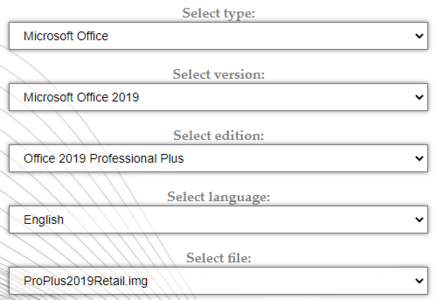 Select type:
Microsoft Office
Select version:
Microsoft Office 2019
Select edition:
Office 2019 Professional Plus
Select language:
English
Select file:
ProPlus2019Retail.img